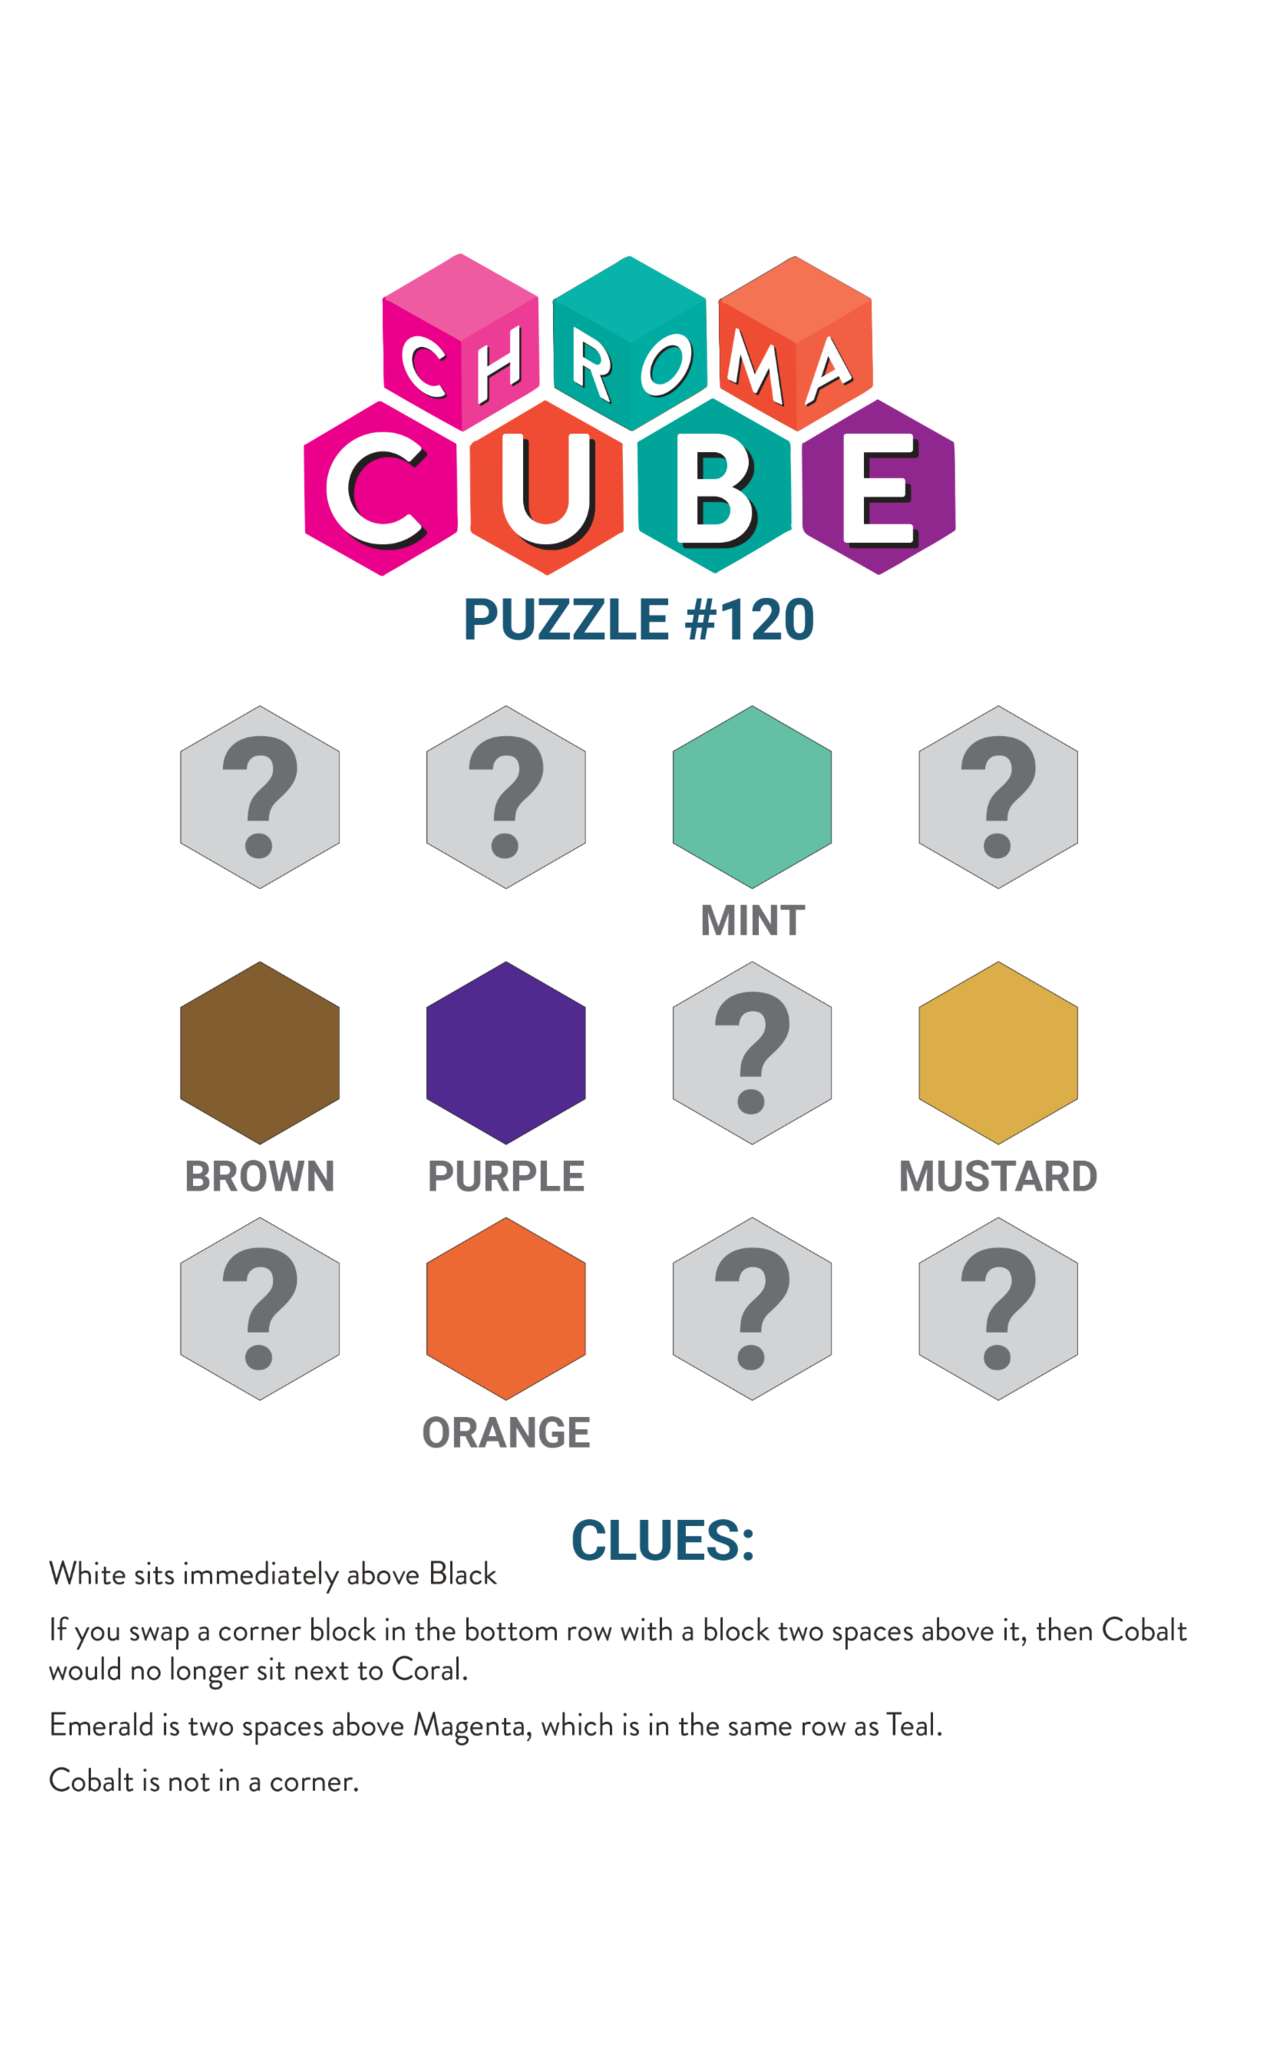 CHROMA
CUBE
PUZZLE #120
? ? ?
MINT
?
BROWN PURPLE MUSTARD
? ? ?
ORANGE
CLUES:
White sits immediately above Black
If you swap a corner block in the bottom row with a block two spaces above it, then Cobalt
would no longer sit next to Coral.
Emerald is two spaces above Magenta, which is in the same row as Teal.
Cobalt is not in a corner.